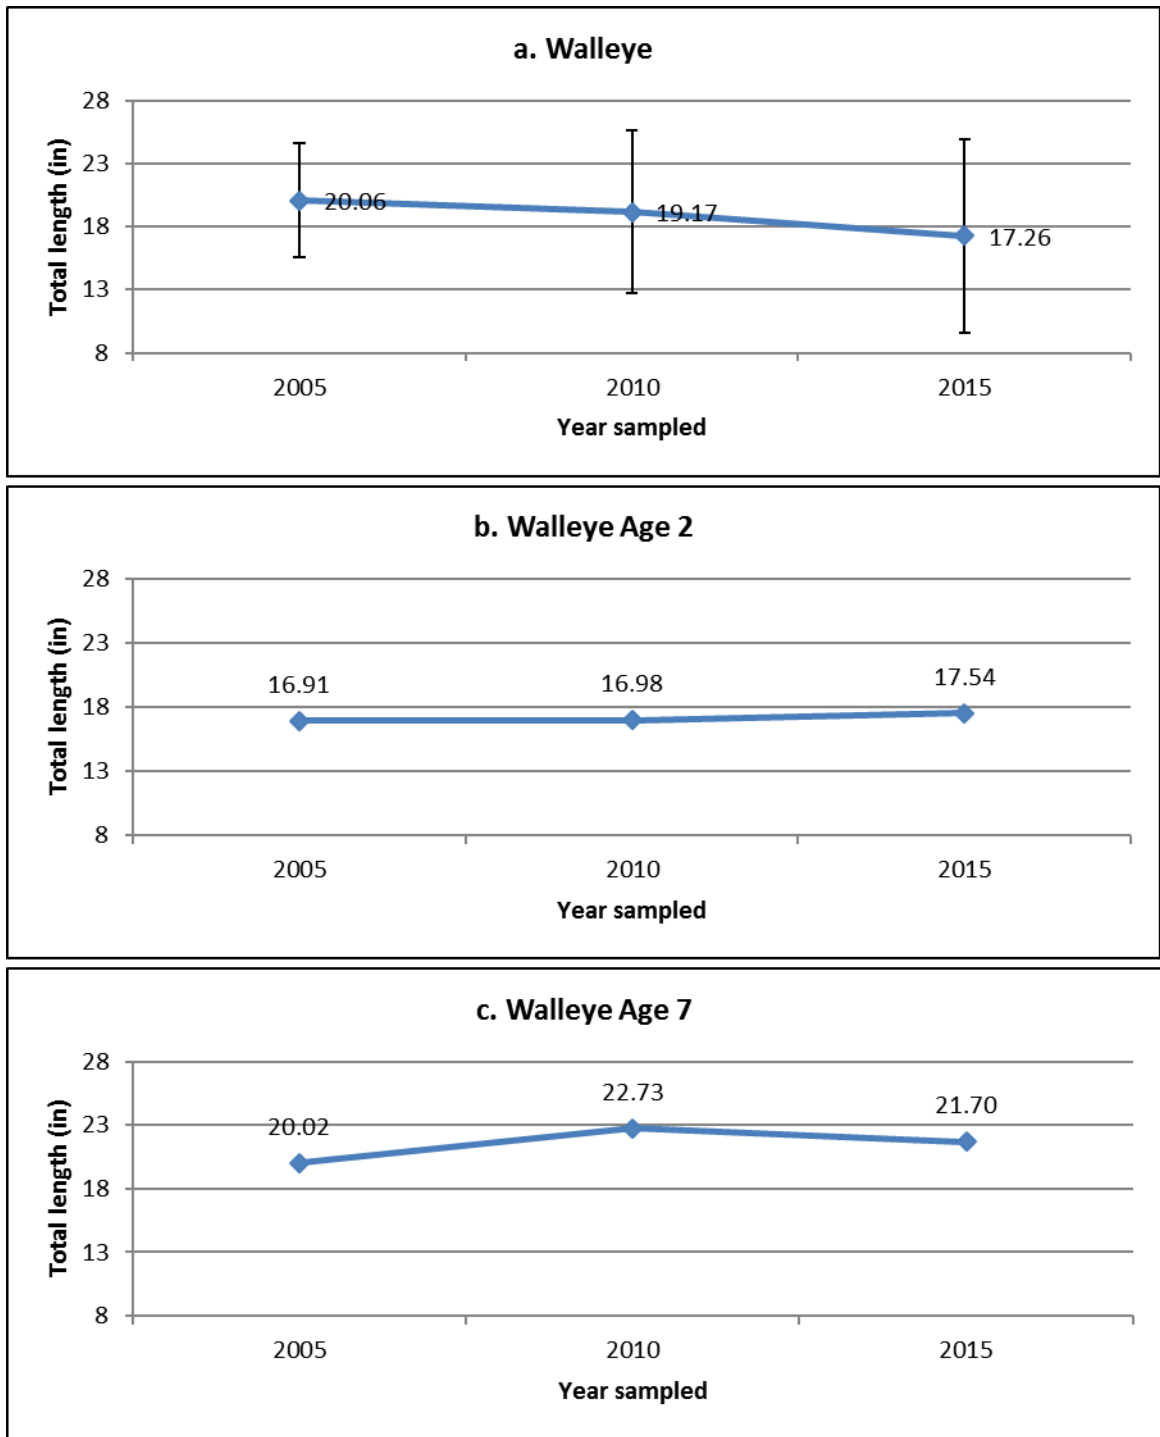 a. Walleye
Total length (in)
28
23
18
13
8
20.06
19.17
17.26
2005 2010 2015
Year sampled
b. Walleye Age 2
Total length (in)
28
23
18
13
8
16.91
16.98
17.54
2005 2010 2015
Year sampled
c. Walleye Age 7
Total length (in)
28
23
18
13
8
20.02
22.73
21.70
2005 2010 2015
Year sampled